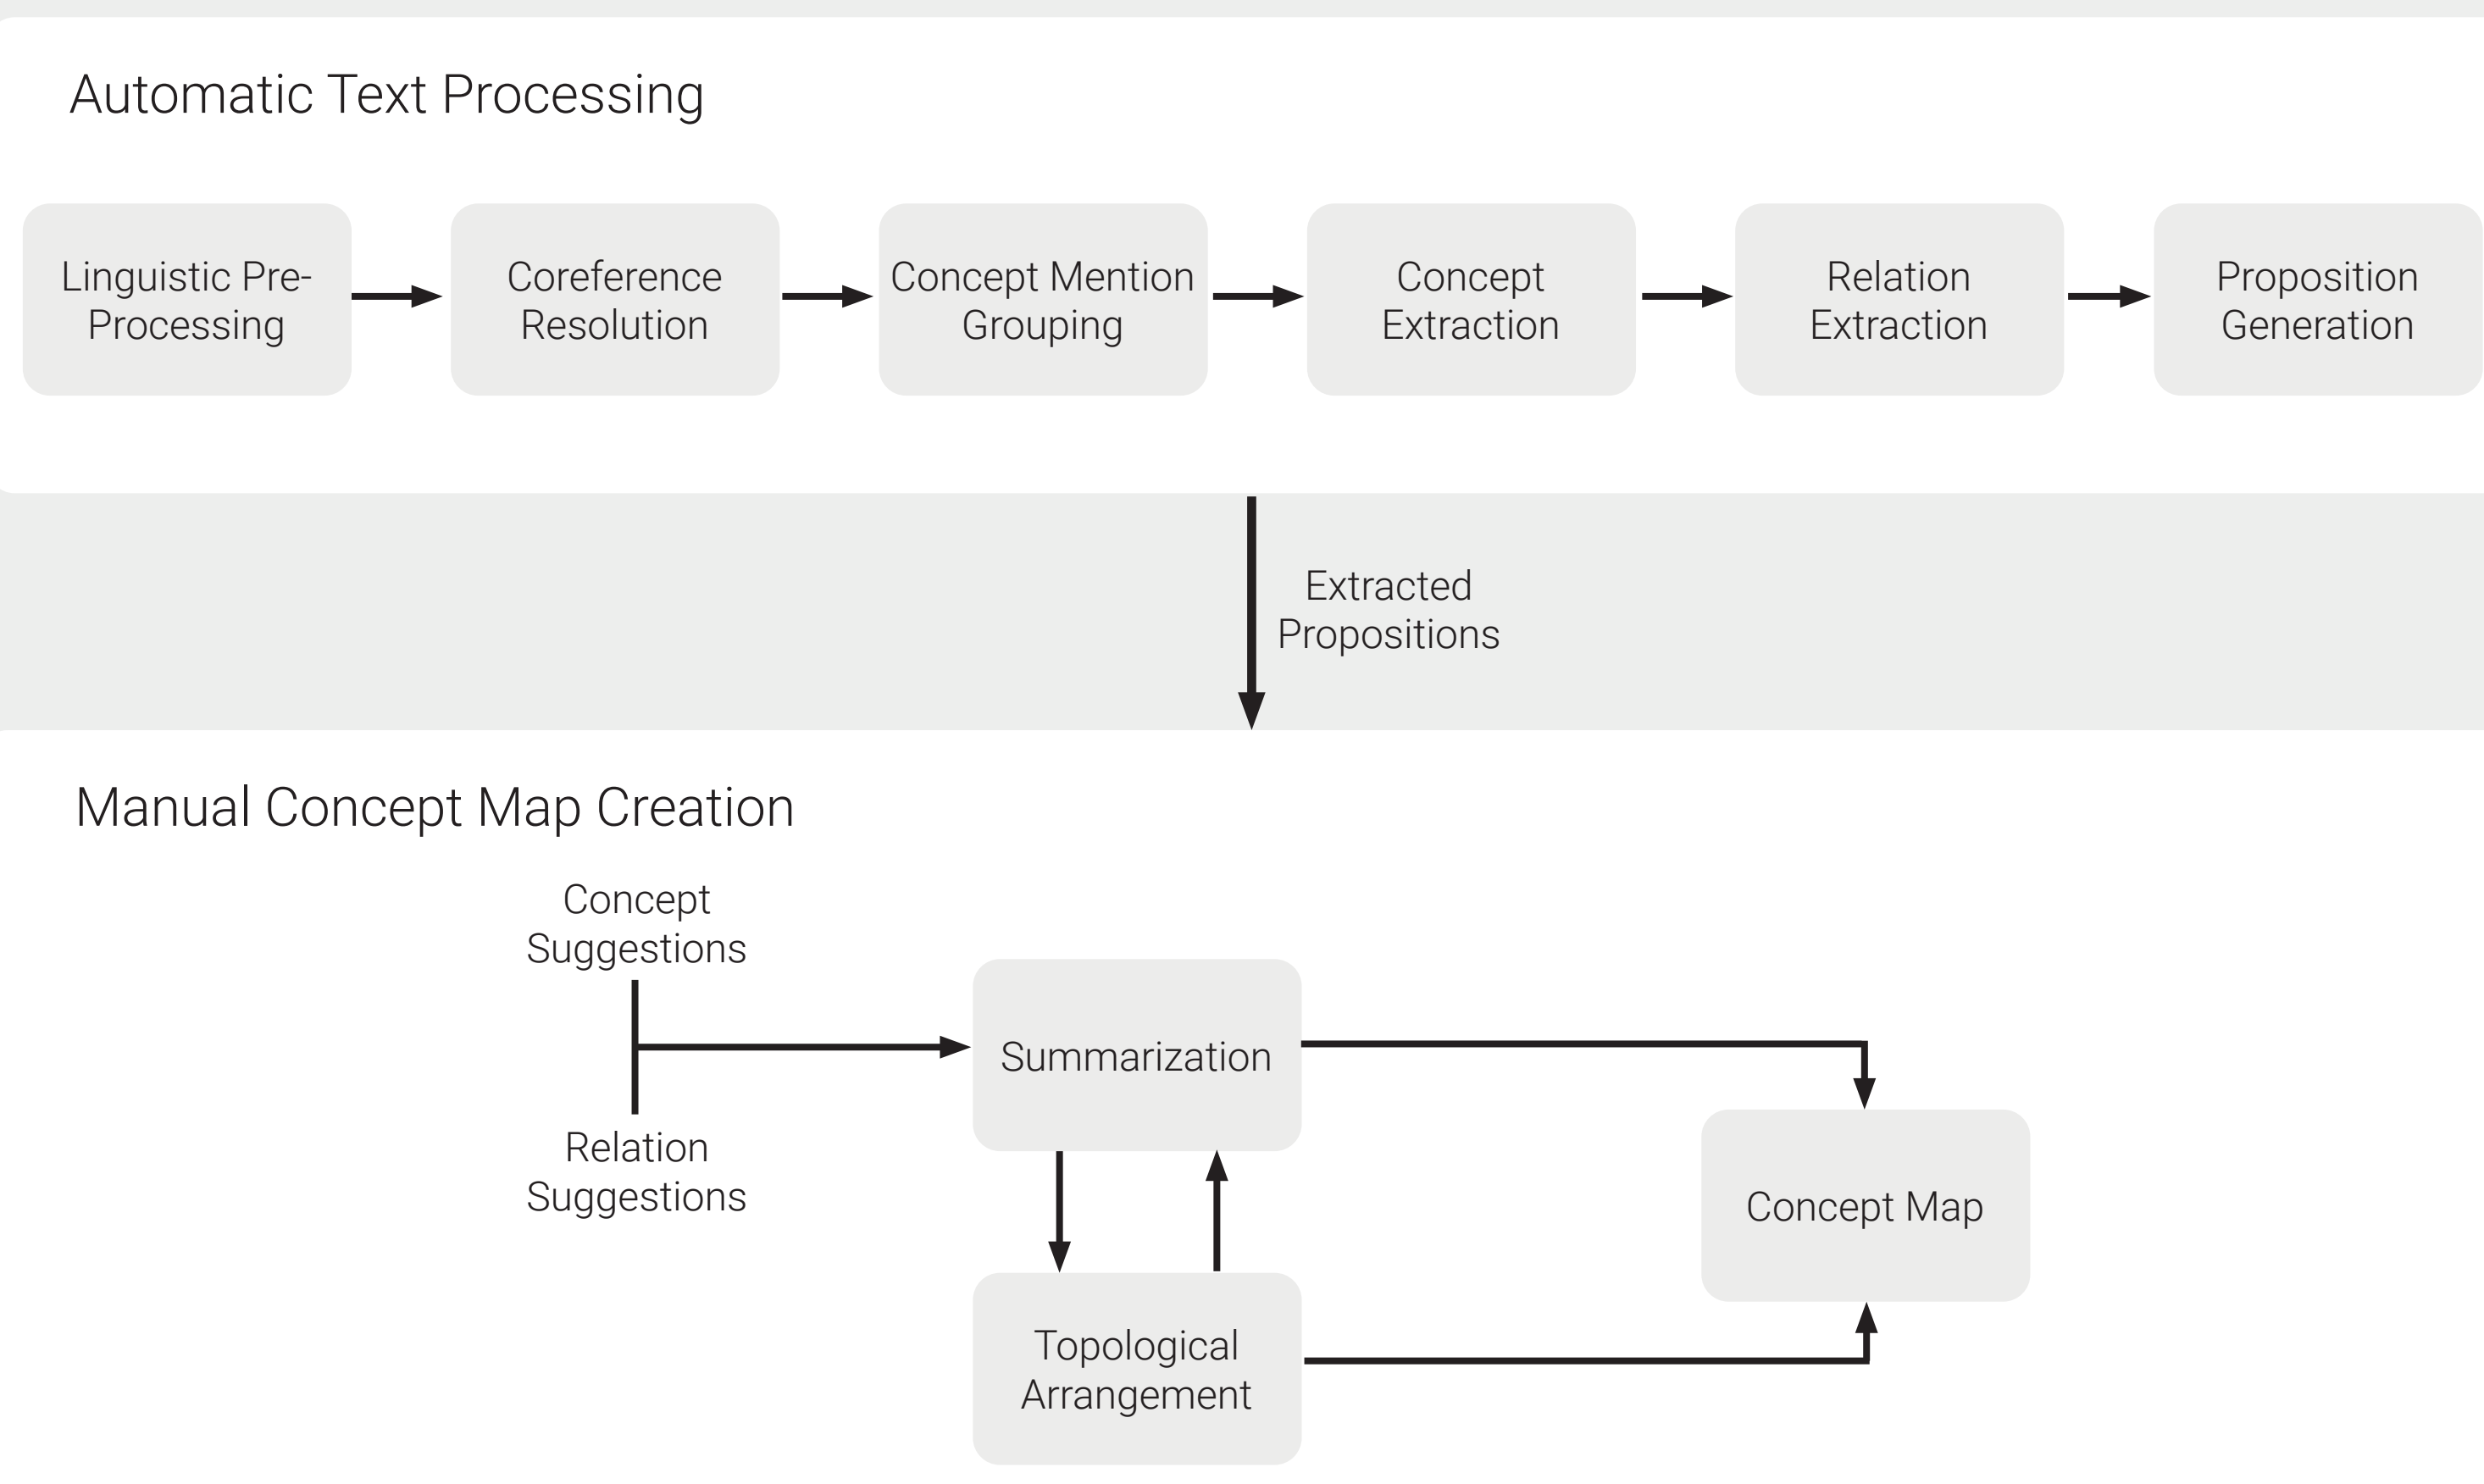 Automatic Text Processing
Linguistic Pre-
Processing
Coreference
Resolution
Concept Mention
Grouping
Concept
Extraction
Relation
Extraction
Proposition
Generation
Extracted
Propositions
Manual Concept Map Creation
Concept
Suggestions
Summarization
Relation
Suggestions
Concept Map
Topological
Arrangement